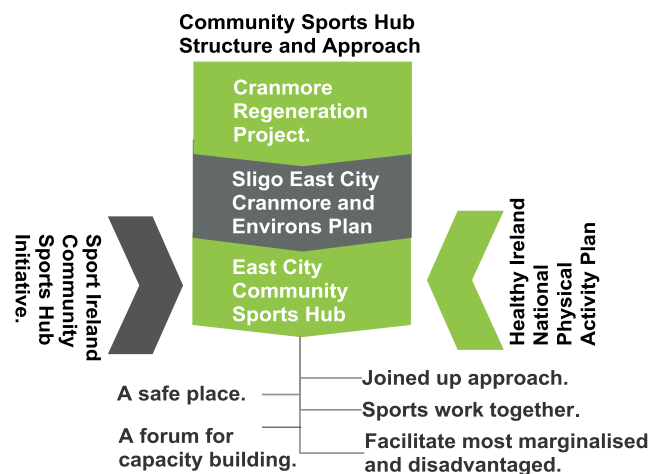 Community Sports Hub
Structure and Approach
Cranmore
Regeneration
Project.
Sligo East City
Cranmore and
Environs Plan
East City
Community
Sports Hub
Sport Ireland
Community
Sports Hub
Initiative.
Healthy Ireland
National
Physical
Activity Plan
A safe place.
A forum for
capacity building.
Joined up approach.
Sports work together.
Facilitate most marginalised
and disadvantaged.